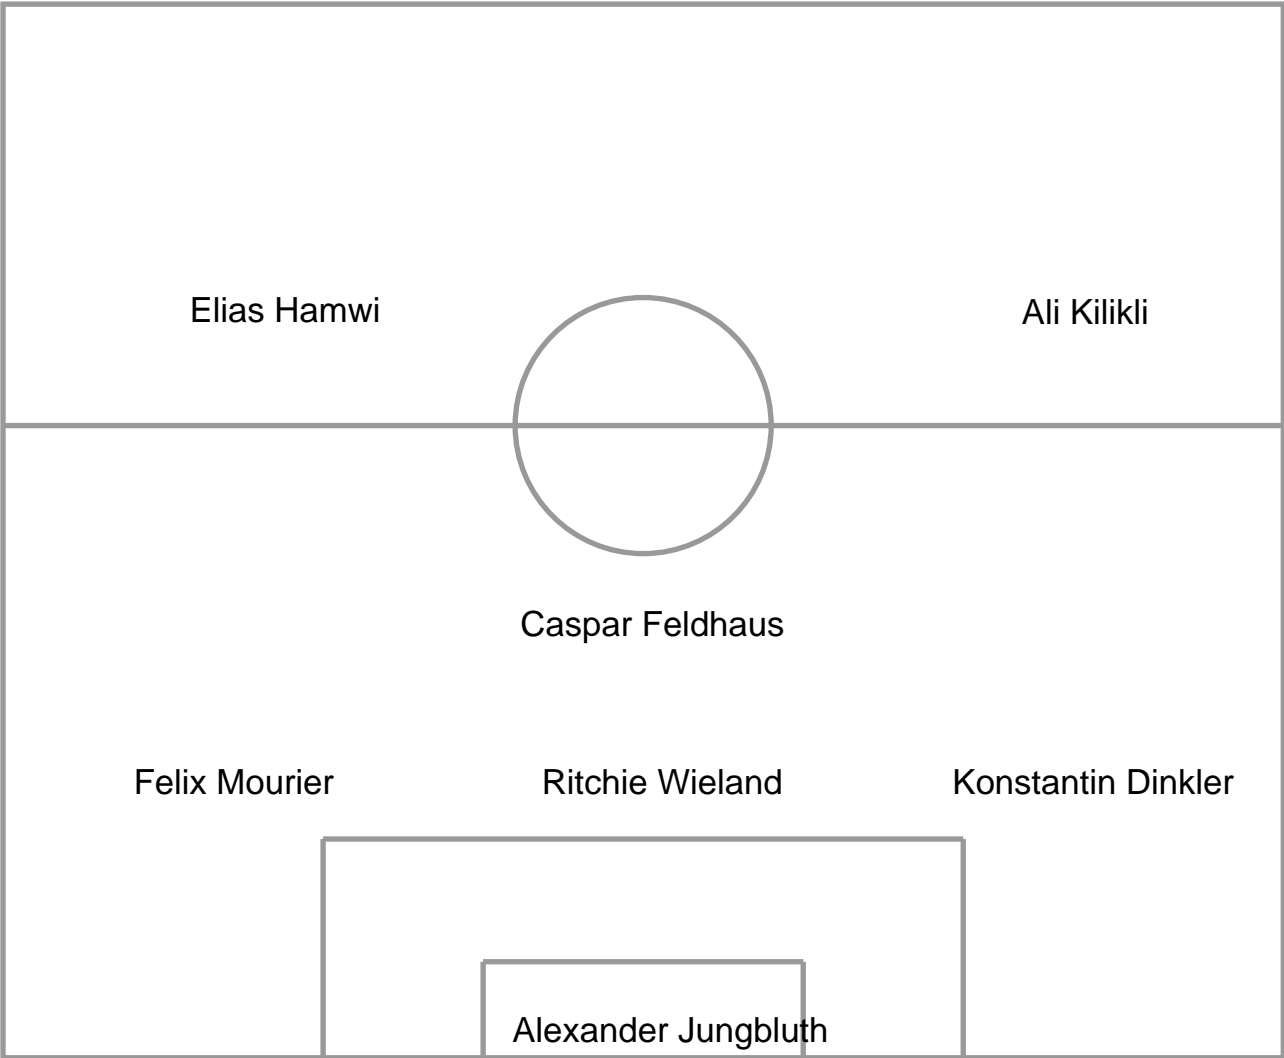 Elias Hamwi
Ali Kilikli
Caspar Feldhaus
Felix Mourier
Ritchie Wieland
Konstantin Dinkler
Alexander Jungbluth